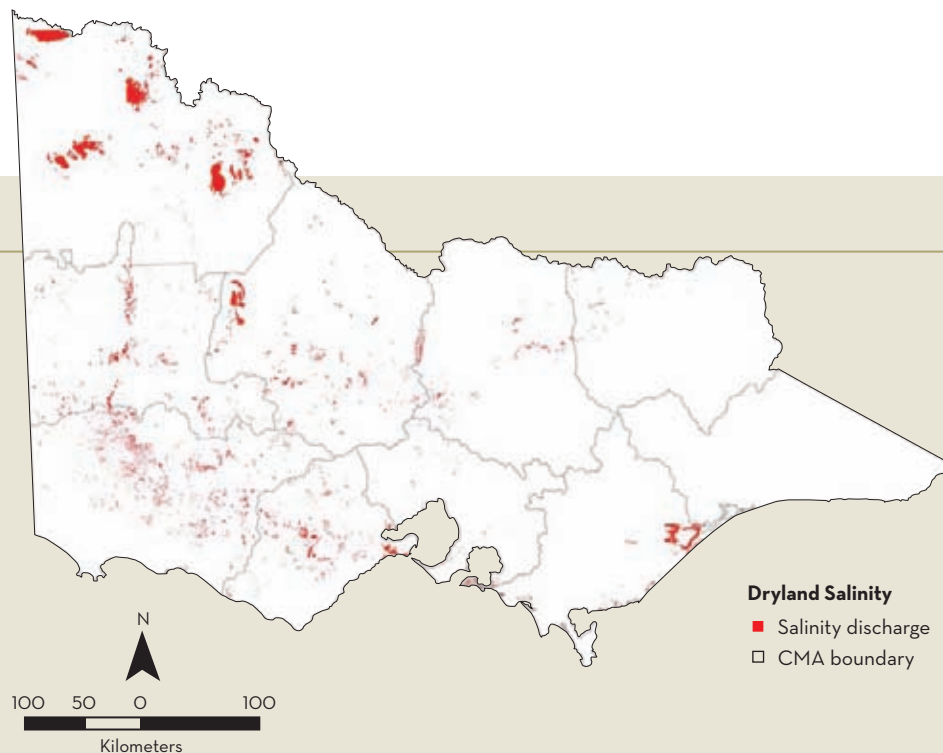 Dryland Salinity
Salinity discharge
CMA boundary
N
100 50 0 100
Kilometers